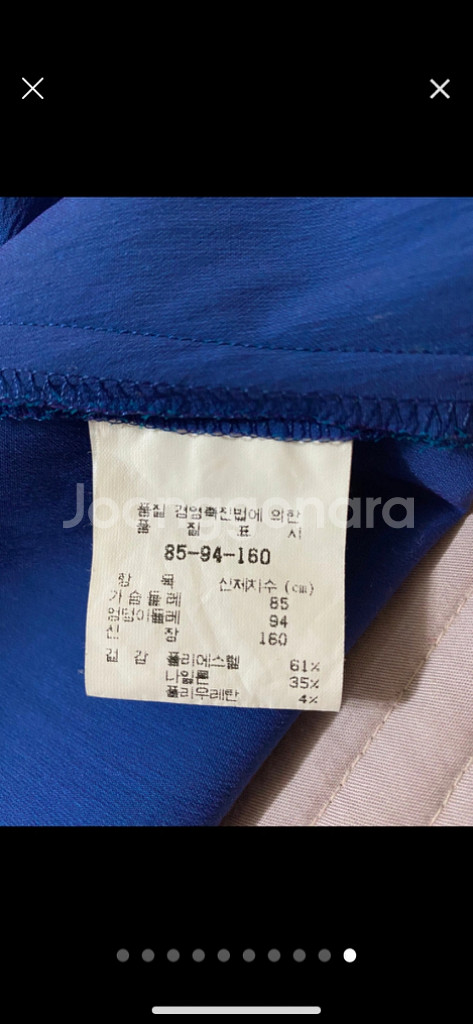 품질 경영촉진법에 의한
품 질 표 시
85-94-160
항 목 신체치수 (cm)
가슴둘레 85
엉덩이둘레 94
신 장 160
겉 감 폴리에스텔 61%
나일론 35%
폴리우레탄 4%
Joonggonara